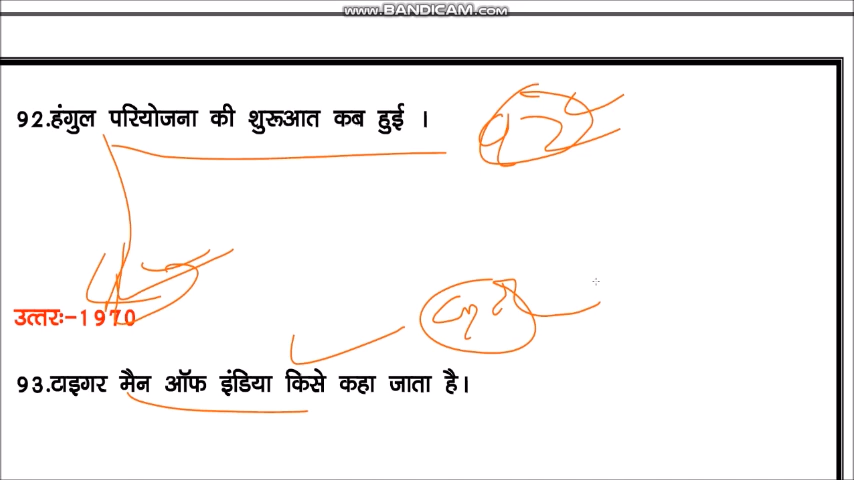 www.BANDICAM.com
92.हंगुल परियोजना की शुरूआत कब हुई ।
उत्तरः-1970
93.टाइगर मैन ऑफ इंडिया किसे कहा जाता है।